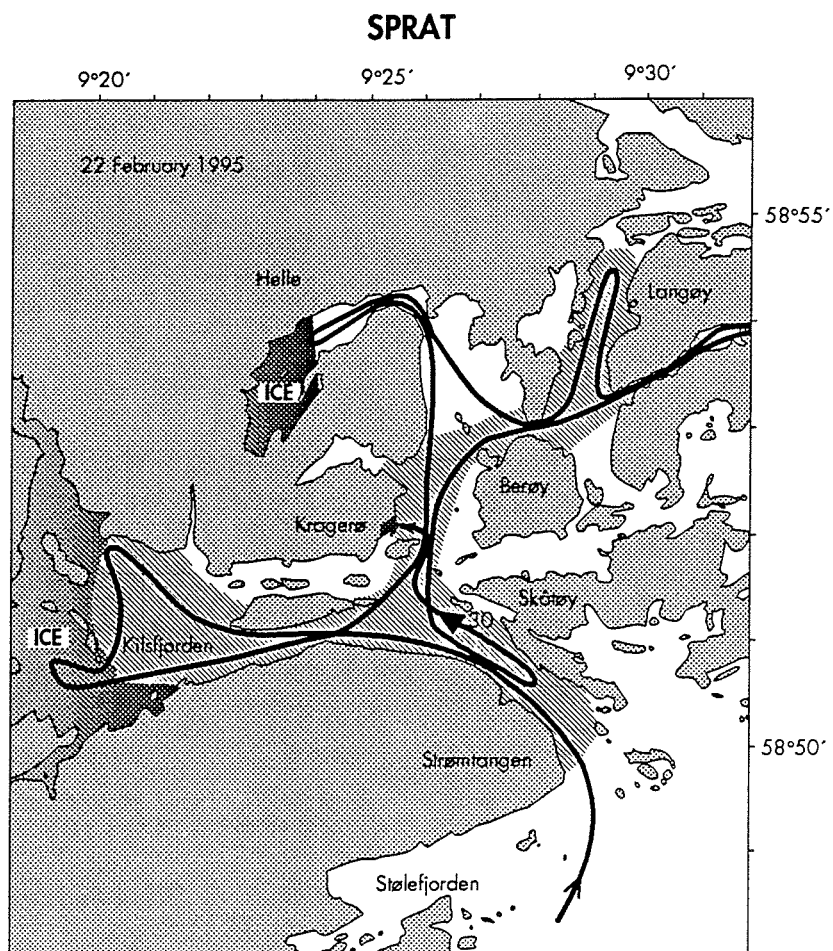 SPRAT
9°20′ 9°25′ 9°30′
22 February 1995
58°55′
Helle
Langøy
ICE
Berøy
Kragerø
Skåtøy
30
ICE
Kilsfjorden
58°50′
Strømtangen
Stølefjorden